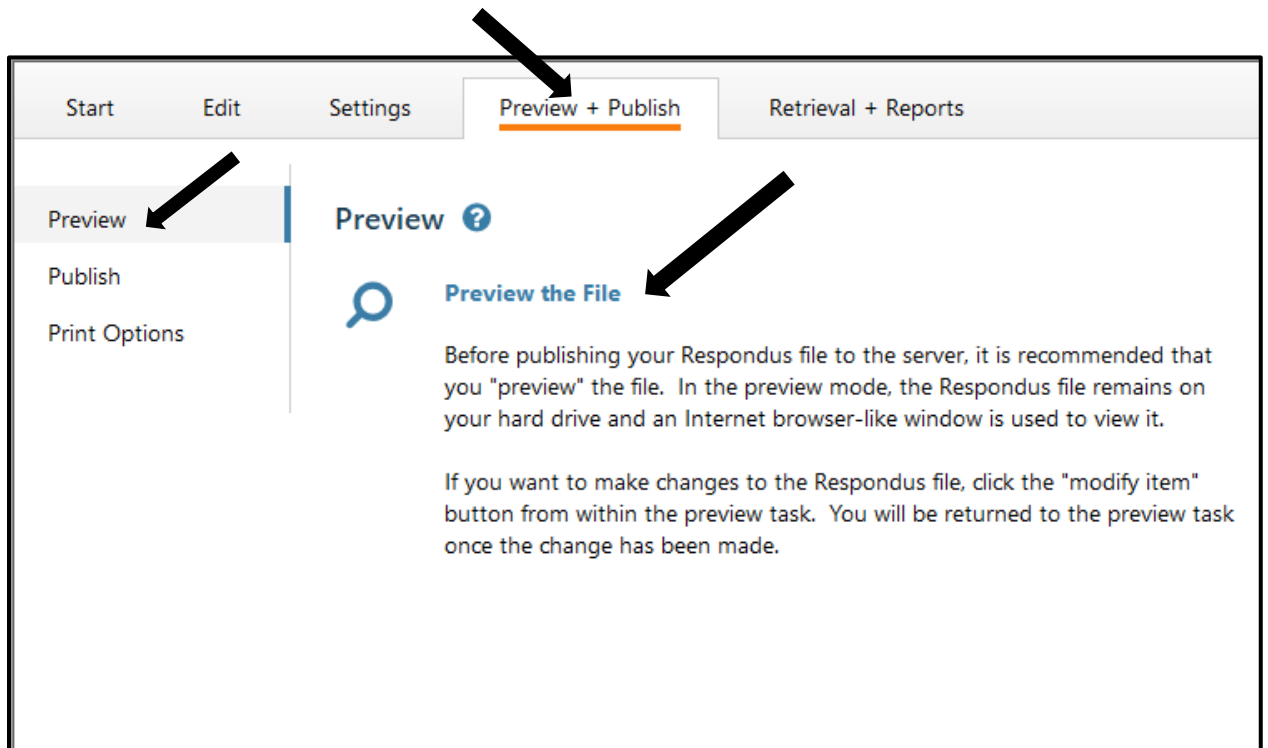 Start Edit Settings Preview + Publish Retrieval + Reports
Preview
Publish
Print Options
Preview ?
Preview the File
Before publishing your Respondus file to the server, it is recommended that
you "preview" the file. In the preview mode, the Respondus file remains on
your hard drive and an Internet browser-like window is used to view it.
If you want to make changes to the Respondus file, click the "modify item"
button from within the preview task. You will be returned to the preview task
once the change has been made.